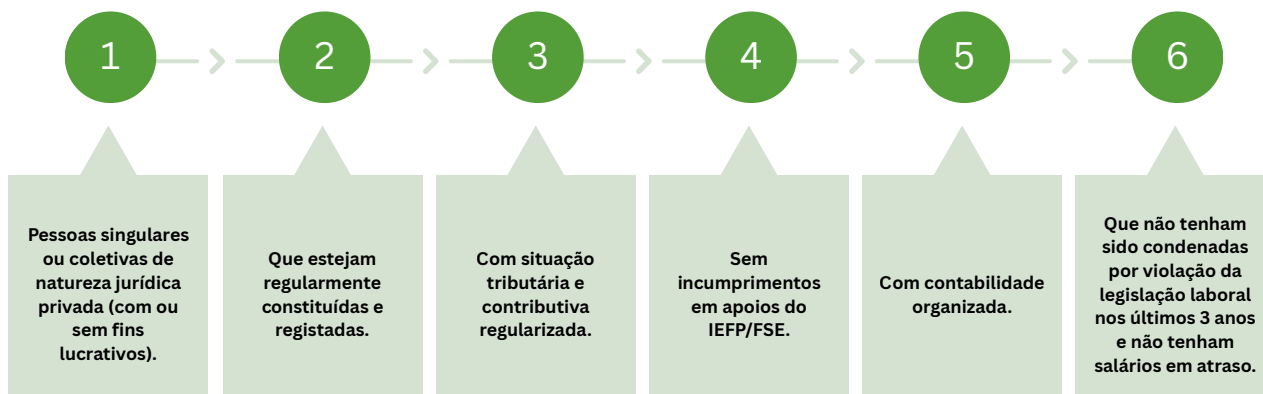 1
2
3
4
5
6
Pessoas singulares
ou coletivas de
natureza jurídica
privada (com ou
sem fins
lucrativos).
Que estejam
regularmente
constituídas e
registadas.
Com situação
tributária e
contributiva
regularizada.
Sem
incumprimentos
em apoios do
IEFP/FSE.
Com contabilidade
organizada.
Que não tenham
sido condenadas
por violação da
legislação laboral
nos últimos 3 anos
e não tenham
salários em atraso.